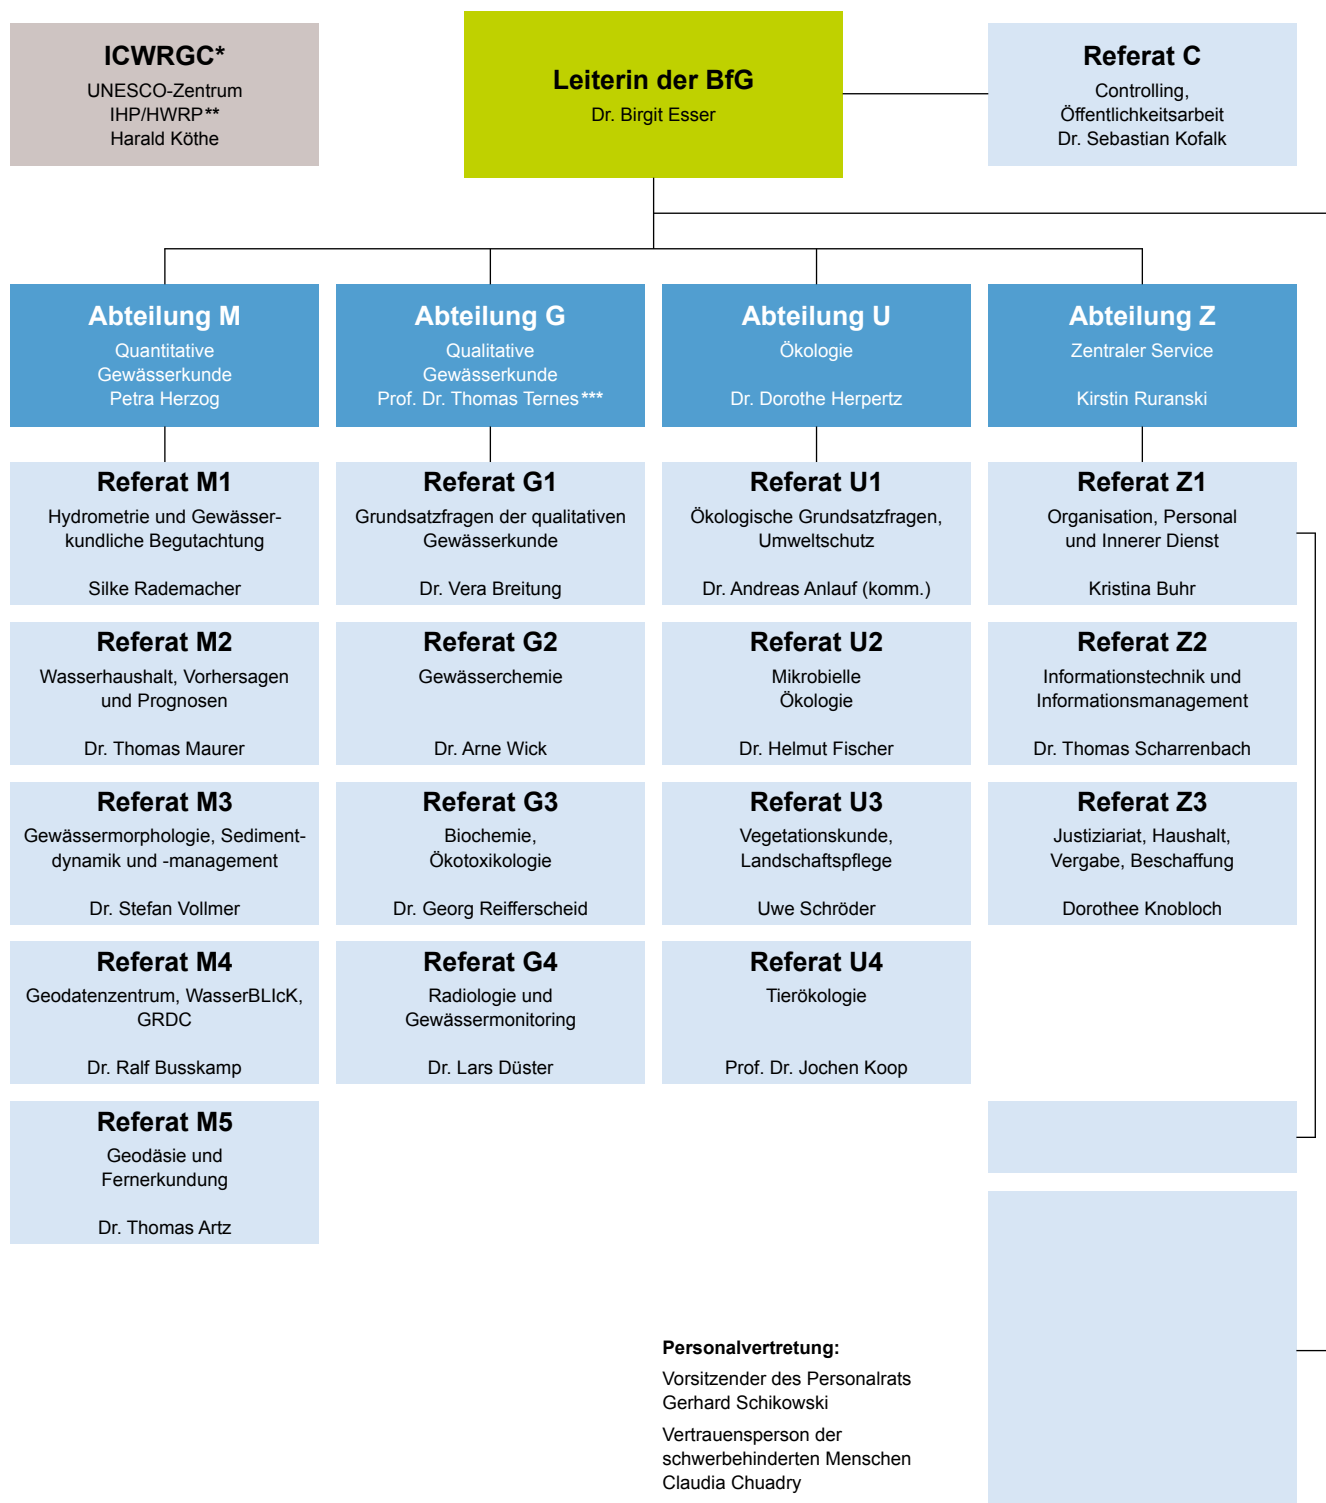 ICWRGC*
UNESCO-Zentrum
IHP/HWRP**
Harald Köthe
Leiterin der BfG
Dr. Birgit Esser
Referat C
Controlling,
Öffentlichkeitsarbeit
Dr. Sebastian Kofalk
Abteilung M
Quantitative
Gewässerkunde
Petra Herzog
Abteilung G
Qualitative
Gewässerkunde
Prof. Dr. Thomas Ternes***
Abteilung U
Ökologie
Dr. Dorothe Herpertz
Abteilung Z
Zentraler Service
Kirstin Ruranski
Referat M1
Hydrometrie und Gewässer-
kundliche Begutachtung
Silke Rademacher
Referat G1
Grundsatzfragen der qualitativen
Gewässerkunde
Dr. Vera Breitung
Referat U1
Ökologische Grundsatzfragen,
Umweltschutz
Dr. Andreas Anlauf (komm.)
Referat Z1
Organisation, Personal
und Innerer Dienst
Kristina Buhr
Referat M2
Wasserhaushalt, Vorhersagen
und Prognosen
Dr. Thomas Maurer
Referat G2
Gewässerchemie
Dr. Arne Wick
Referat U2
Mikrobielle
Ökologie
Dr. Helmut Fischer
Referat Z2
Informationstechnik und
Informationsmanagement
Dr. Thomas Scharrenbach
Referat M3
Gewässermorphologie, Sediment-
dynamik und -management
Dr. Stefan Vollmer
Referat G3
Biochemie,
Ökotoxikologie
Dr. Georg Reifferscheid
Referat U3
Vegetationskunde,
Landschaftspflege
Uwe Schröder
Referat Z3
Justiziariat, Haushalt,
Vergabe, Beschaffung
Dorothee Knobloch
Referat M4
Geodatenzentrum, WasserBLIcK,
GRDC
Dr. Ralf Busskamp
Referat G4
Radiologie und
Gewässermonitoring
Dr. Lars Düster
Referat U4
Tierökologie
Prof. Dr. Jochen Koop
Referat M5
Geodäsie und
Fernerkundung
Dr. Thomas Artz
Personalvertretung:
Vorsitzender des Personalrats
Gerhard Schikowski
Vertrauensperson der
schwerbehinderten Menschen
Claudia Chuadry